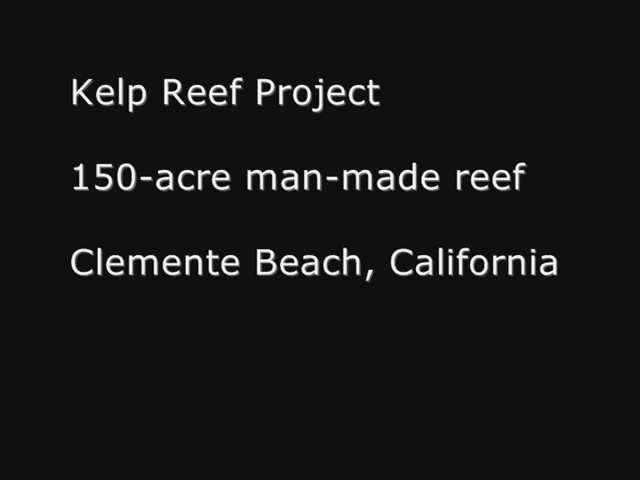 Kelp Reef Project
150-acre man-made reef
Clemente Beach, California